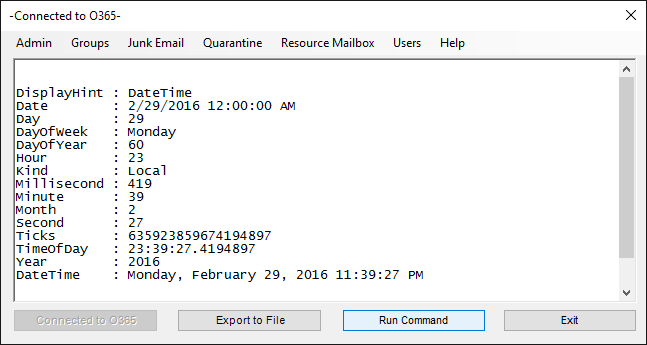 -Connected to O365-
Admin Groups Junk Email Quarantine Resource Mailbox Users Help
DisplayHint : DateTime
Date : 2/29/2016 12:00:00 AM
Day : 29
DayOfWeek : Monday
DayOfYear : 60
Hour : 23
Kind : Local
Millisecond : 419
Minute : 39
Month : 2
Second : 27
Ticks : 635923859674194897
TimeOfDay : 23:39:27.4194897
Year : 2016
DateTime : Monday, February 29, 2016 11:39:27 PM
Connected to O365 Export to File Run Command Exit